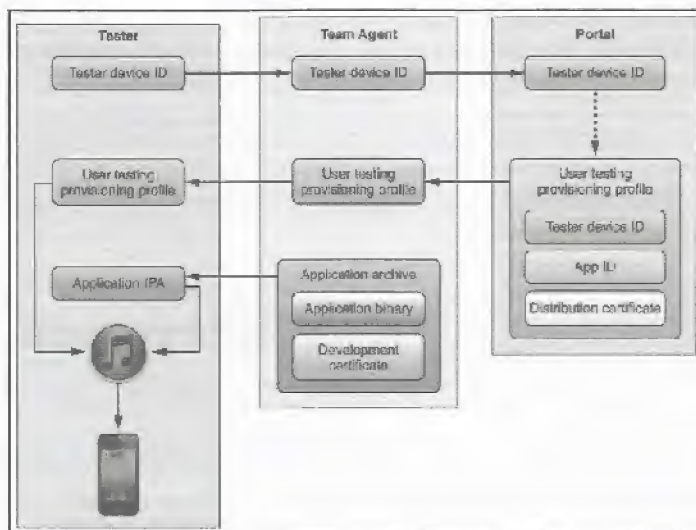 Tester
Team Agent
Portal
Tester device ID
Tester device ID
Tester device ID
User testing
provisioning profile
User testing
provisioning profile
User testing
provisioning profile
Tester device ID
App ID
Distribution certificate
Application IPA
Application archive
Application binary
Development
certificate